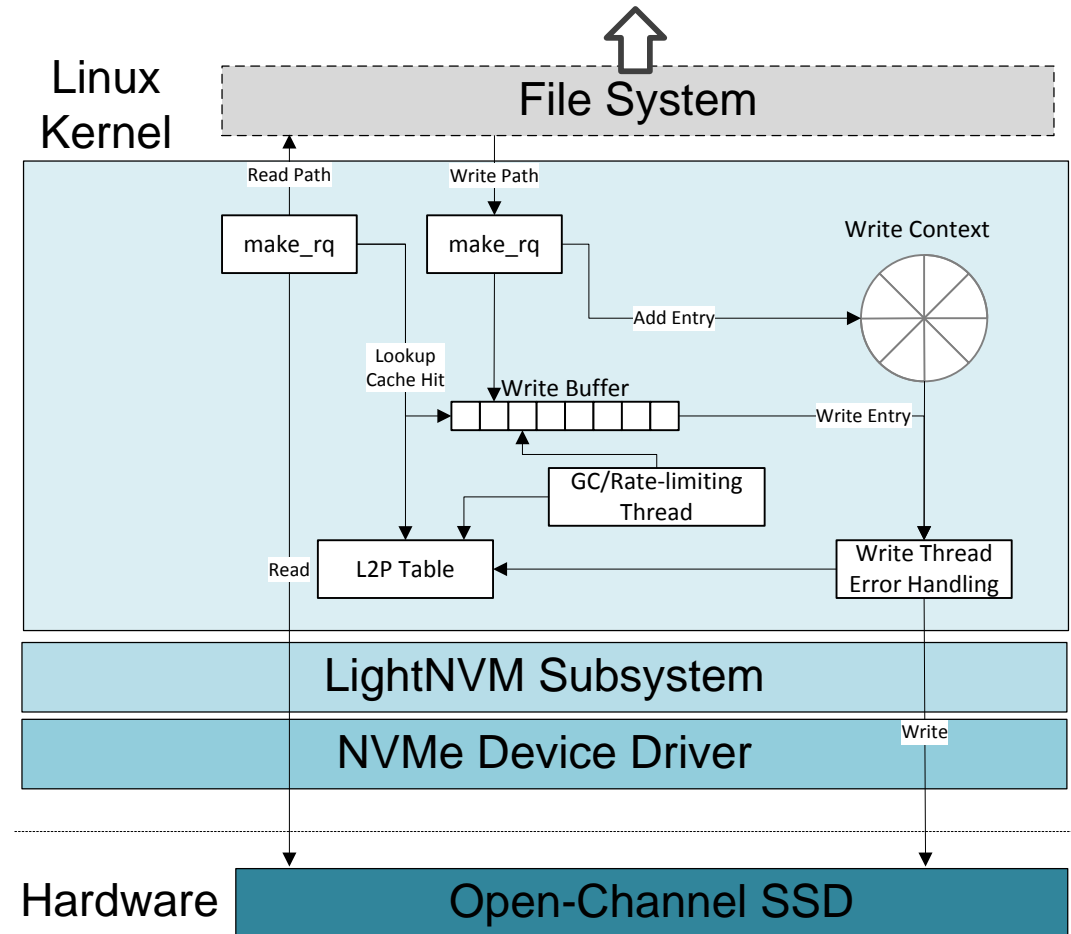 Linux
Kernel
File System
Read Path
Write Path
make_rq
make_rq
Write Context
Add Entry
Lookup
Cache Hit
Write Buffer
Write Entry
GC/Rate-limiting
Thread
Read
L2P Table
Write Thread
Error Handling
LightNVM Subsystem
Write
NVMe Device Driver
Hardware
Open-Channel SSD